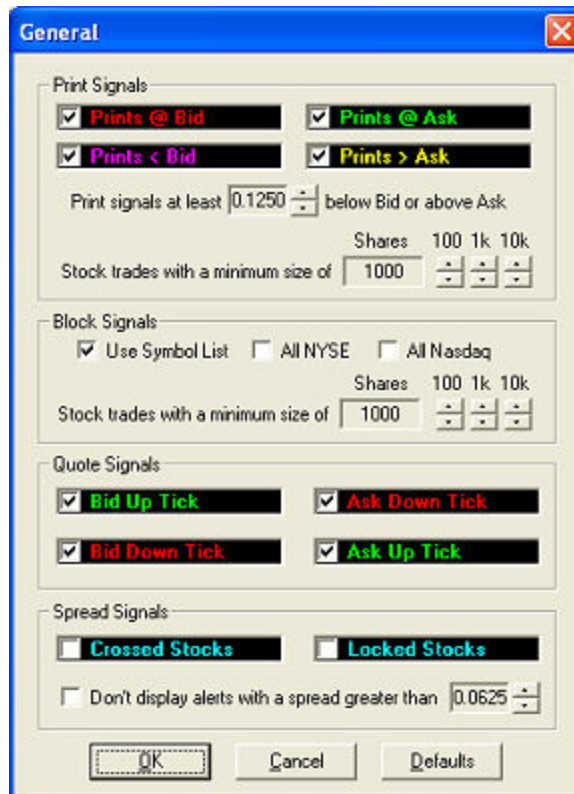 General
Print Signals
Prints @ Bid Prints @ Ask
Prints < Bid Prints > Ask
Print signals at least 0.1250 below Bid or above Ask
Shares 100 1k 10k
Stock trades with a minimum size of 1000
Block Signals
Use Symbol List All NYSE All Nasdaq
Shares 100 1k 10k
Stock trades with a minimum size of 1000
Quote Signals
Bid Up Tick Ask Down Tick
Bid Down Tick Ask Up Tick
Spread Signals
Crossed Stocks Locked Stocks
Don't display alerts with a spread greater than 0.0625
OK Cancel Defaults